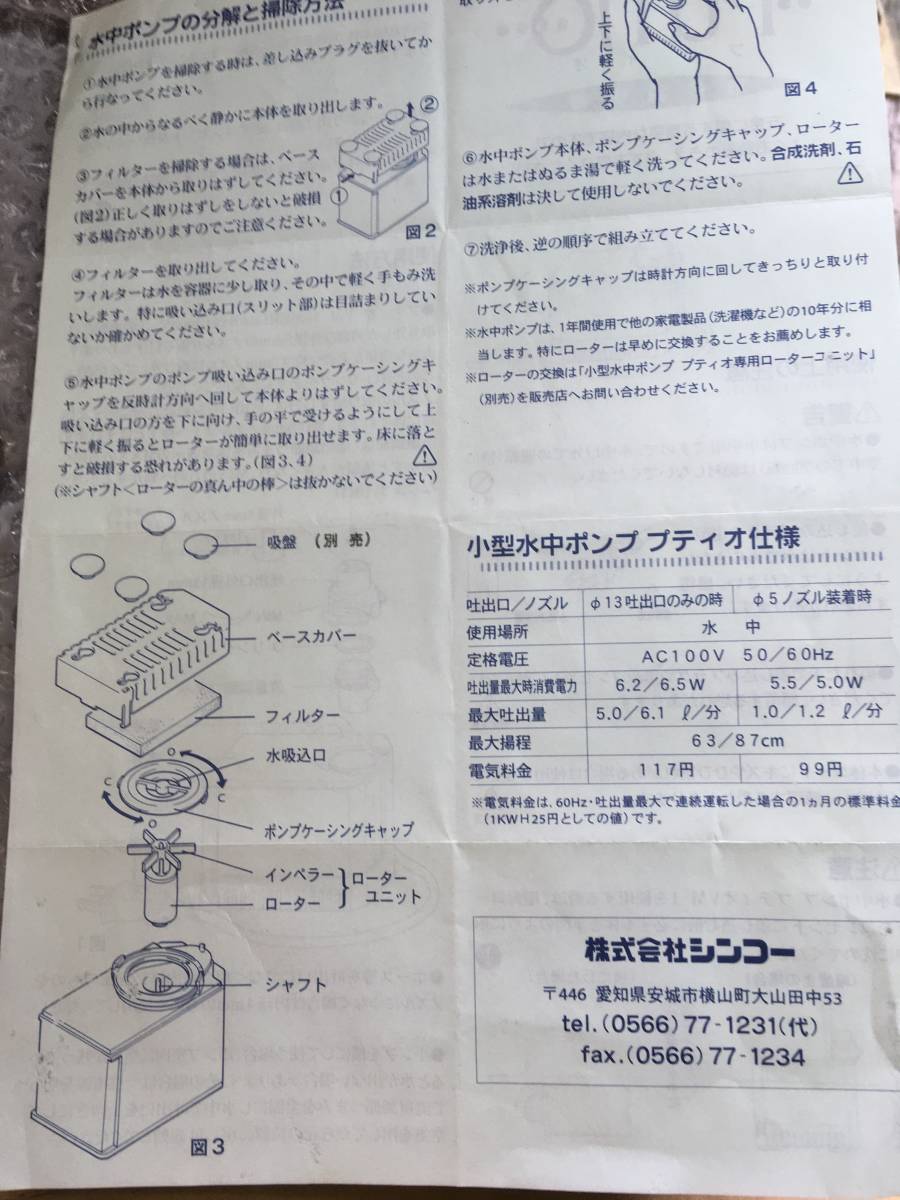 水中ポンプの分解と掃除方法
①水中ポンプを掃除する時は、差し込みプラグを抜いてか
ら行なってください。
②水の中からなるべく静かに本体を取り出します。
③フィルターを掃除する場合は、ベース
カバーを本体から取りはずしてください。
(図2)正しく取りはずしをしないと破損
する場合がありますのでご注意ください。
②
①
図2
④フィルターを取り出してください。
フィルターは水を容器に少し取り、その中で軽く手もみ洗
いします。特に吸い込み口(スリット部)は目詰まりしてい
ないか確かめてください。
⑤水中ポンプのポンプ吸い込み口のポンプケーシングキ
ャップを反時計方向へ回して本体よりはずしてください。
吸い込み口の方を下に向け、手の平で受けるようにして上
下に軽く振るとローターが簡単に取り出せます。床に落と
すと破損する恐れがあります。(図3、4)
(※シャフト<ローターの真ん中の棒>は抜かないでください)
吸盤 (別売)
ベースカバー
フィルター
水吸込口
O
C
C
O
ポンプケーシングキャップ
インペラー
ローター
ローター
ユニット
シャフト
図3
上下に軽く振る
図4
⑥水中ポンプ本体、ポンプケーシングキャップ、ローター
は水またはぬるま湯で軽く洗ってください。合成洗剤、石
油系溶剤は決して使用しないでください。
⑦洗浄後、逆の順序で組み立ててください。
※ポンプケーシングキャップは時計方向に回してきっちりと取り付
けてください。
※水中ポンプは、1年間使用で他の家電製品(洗濯機など)の10年分に相
当します。特にローターは早めに交換することをお薦めします。
※ローターの交換は「小型水中ポンプ プティオ専用ローターユニット」
(別売)を販売店へお問い合わせください。
小型水中ポンプ プティオ仕様
吐出口/ノズル φ13吐出口のみの時 φ5ノズル装着時
使用場所 水中
定格電圧 AC100V 50/60Hz
吐出量最大時消費電力 6.2/6.5W 5.5/5.0W
最大吐出量 5.0/6.1 ℓ/分 1.0/1.2 ℓ/分
最大揚程 63/87cm
電気料金 117円 99円
※電気料金は、60Hz・吐出量最大で連続運転した場合の1ヵ月の標準料金
(1KWH25円としての値)です。
株式会社シンコー
〒446 愛知県安城市横山町大山田中53
tel.(0566)77-1231(代)
fax.(0566)77-1234